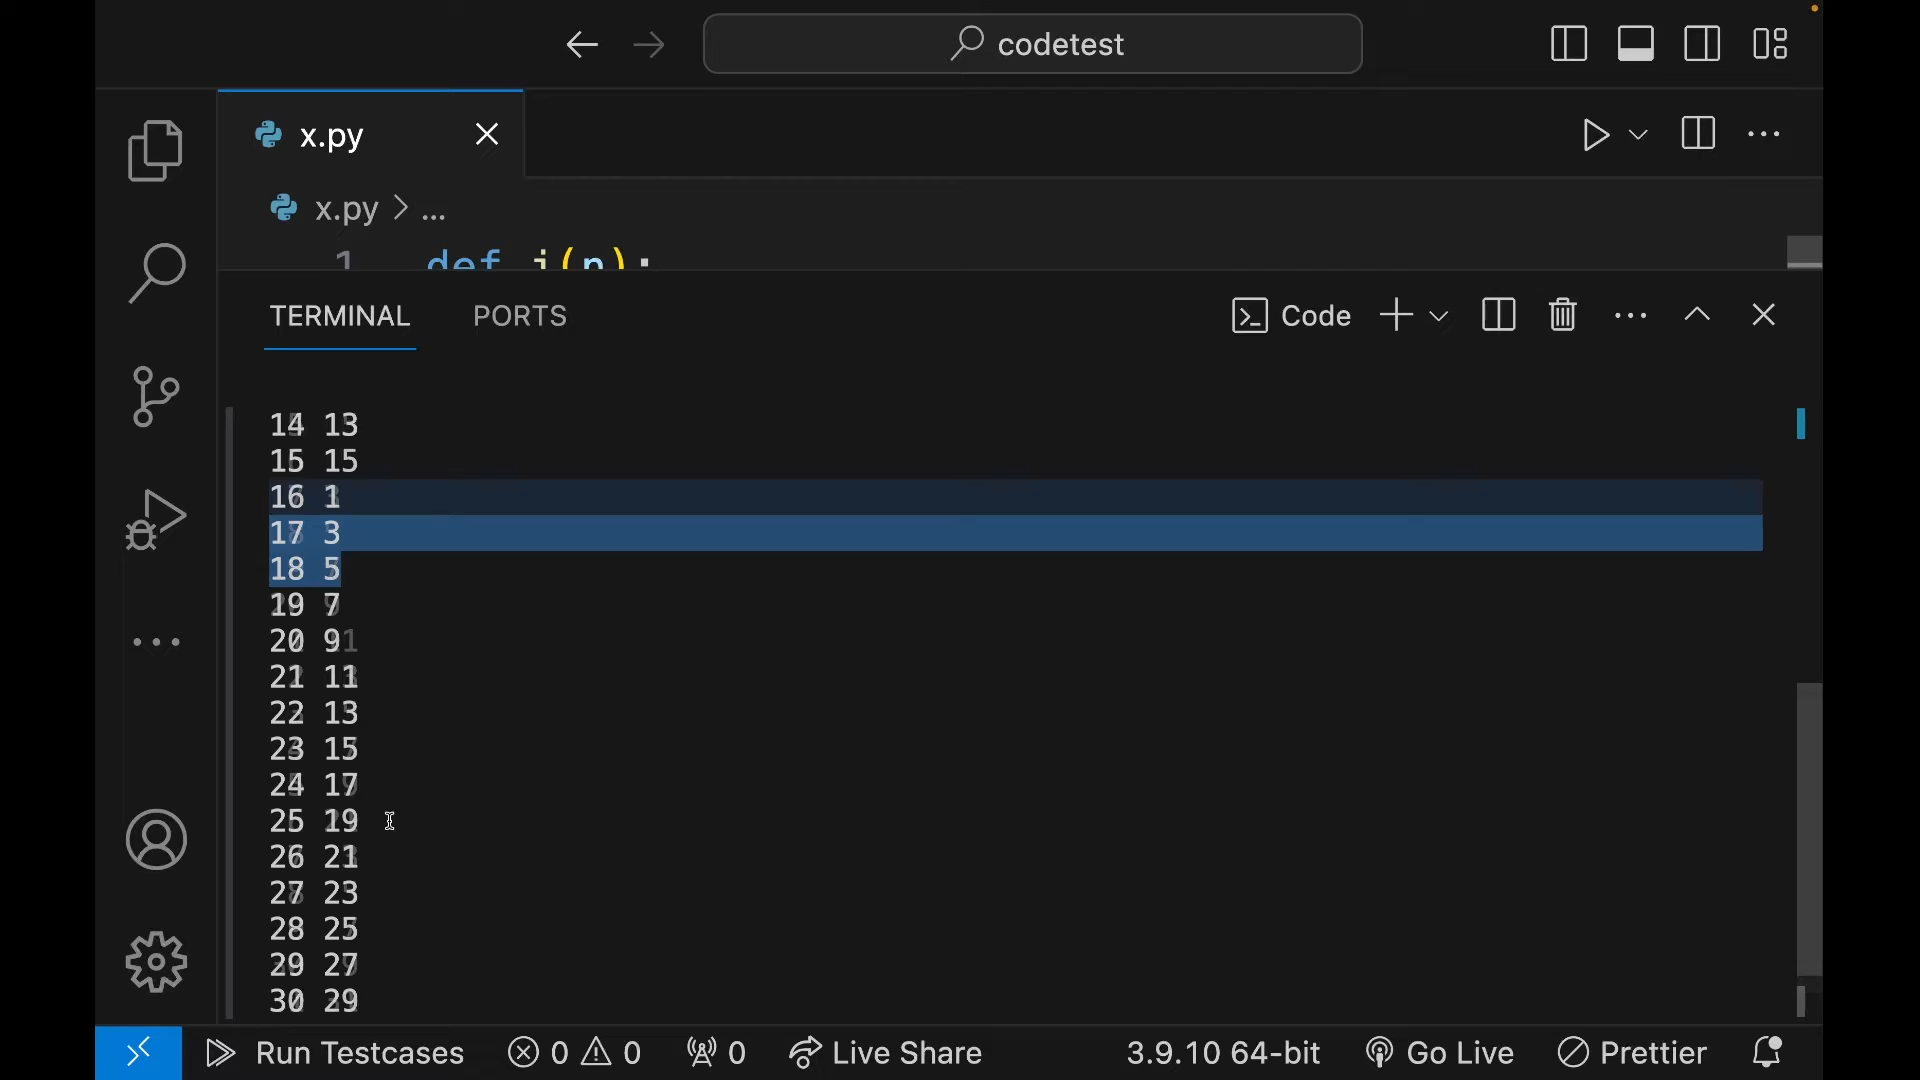 codetest
x.py
x.py > ...
1 def j(n):
TERMINAL PORTS Code
14 13
15 15
16 1
17 3
18 5
19 7
20 9
21 11
22 13
23 15
24 17
25 19
26 21
27 23
28 25
29 27
30 29
Run Testcases 0 0 0 Live Share 3.9.10 64-bit Go Live Prettier